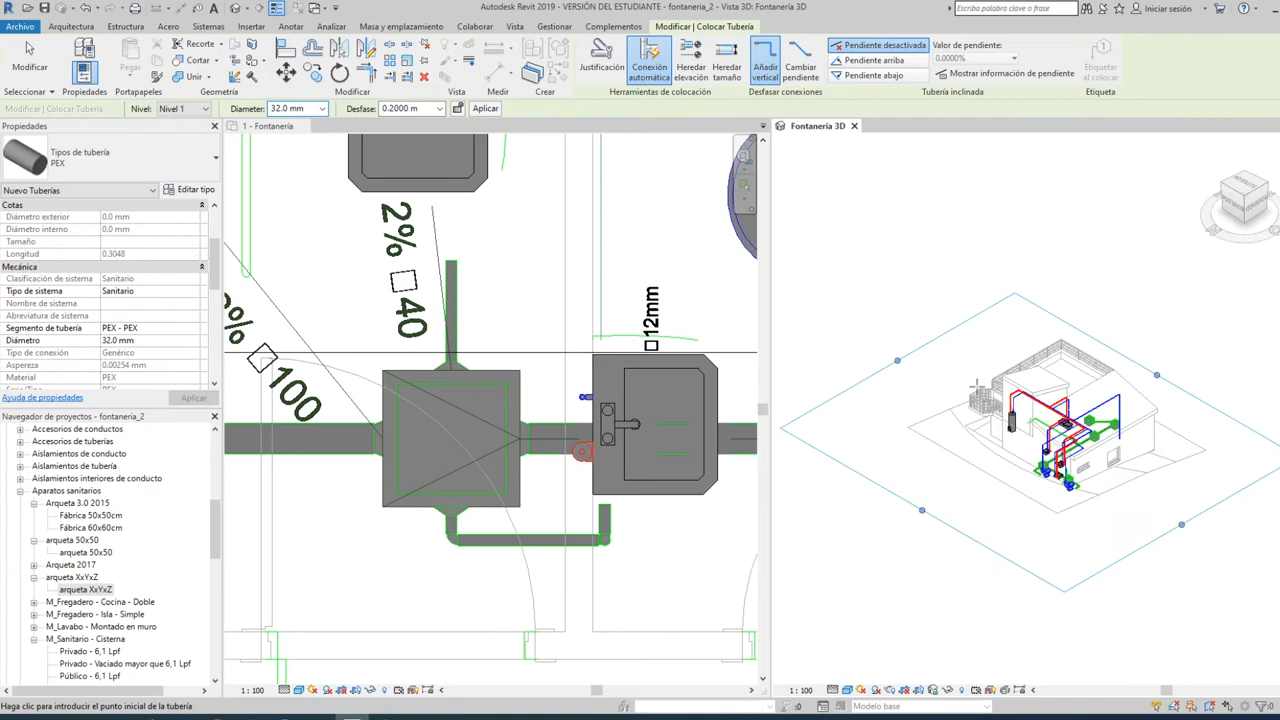 Autodesk Revit 2019 - VERSIÓN DEL ESTUDIANTE - fontaneria_2 - Vista 3D: Fontanería 3D
Escriba palabra clave o frase
Iniciar sesión
Archivo Arquitectura Estructura Acero Sistemas Insertar Anotar Analizar Masa y emplazamiento Colaborar Vista Gestionar Complementos Modificar | Colocar Tubería
Modificar
Pegar
Recorte
Cortar
Unir
Justificación
Conexión automática
Heredar elevación
Heredar tamaño
Añadir vertical
Cambiar pendiente
Pendiente desactivada
Pendiente arriba
Pendiente abajo
Valor de pendiente:
0.0000%
Mostrar información de pendiente
Etiquetar al colocar
Seleccionar Propiedades Portapapeles Geometría Modificar Vista Medir Crear Herramientas de colocación Desfasar conexiones Tubería inclinada Etiqueta
Modificar | Colocar Tubería Nivel: Nivel 1 Diámetro: 32.0 mm Desfase: 0.2000 m Aplicar
Propiedades
Tipos de tubería
PEX
Nuevo Tuberías
Editar tipo
Cotas
Diámetro exterior 0.0 mm
Diámetro interno 0.0 mm
Tamaño
Longitud 0.3048
Mecánica
Clasificación de sistema Sanitario
Tipo de sistema Sanitario
Nombre de sistema
Abreviatura de sistema
Segmento de tubería PEX - PEX
Diámetro 32.0 mm
Tipo de conexión Genérico
Aspereza 0.00254 mm
Material PEX
Ayuda de propiedades
Aplicar
Navegador de proyectos - fontaneria_2
Accesorios de conductos
Accesorios de tuberías
Aislamientos de conducto
Aislamientos de tubería
Aislamientos interiores de conducto
Aparatos sanitarios
Arqueta 3.0 2015
Fábrica 50x50cm
Fábrica 60x60cm
arqueta 50x50
arqueta 50x50
Arqueta 2017
arqueta XxYxZ
arqueta XxYxZ
M_Fregadero - Cocina - Doble
M_Fregadero - Isla - Simple
M_Lavabo - Montado en muro
M_Sanitario - Cisterna
Privado - 6,1 Lpf
Privado - Vaciado mayor que 6,1 Lpf
Público - 6,1 Lpf
1 - Fontanería
2% 40
100
12mm
1 : 100
Fontanería 3D
1 : 100
Haga clic para introducir el punto inicial de la tubería
:0
Modelo base
:0